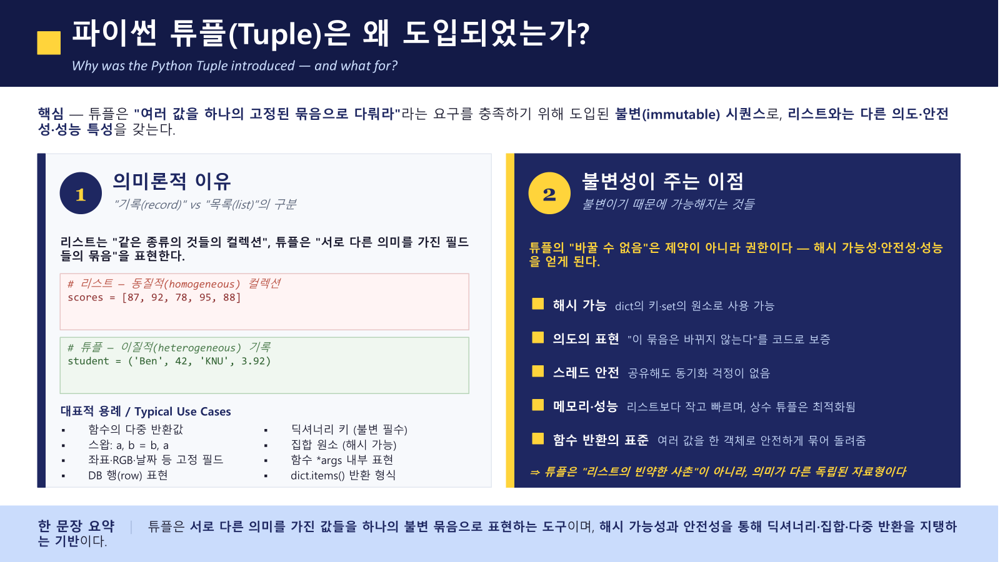 파이썬 튜플(Tuple)은 왜 도입되었는가?
Why was the Python Tuple introduced — and what for?
핵심 — 튜플은 "여러 값을 하나의 고정된 묶음으로 다뤄라"라는 요구를 충족하기 위해 도입된 불변(immutable) 시퀀스로, 리스트와는 다른 의도·안전
성·성능 특성을 갖는다.
1
의미론적 이유
"기록(record)" vs "목록(list)"의 구분
리스트는 "같은 종류의 것들의 컬렉션", 튜플은 "서로 다른 의미를 가진 필드
들의 묶음"을 표현한다.
# 리스트 — 동질적(homogeneous) 컬렉션
scores = [87, 92, 78, 95, 88]
# 튜플 — 이질적(heterogeneous) 기록
student = ('Ben', 42, 'KNU', 3.92)
대표적 용례 / Typical Use Cases
▪ 함수의 다중 반환값
▪ 스왑: a, b = b, a
▪ 좌표·RGB·날짜 등 고정 필드
▪ DB 행(row) 표현
▪ 딕셔너리 키 (불변 필수)
▪ 집합 원소 (해시 가능)
▪ 함수 *args 내부 표현
▪ dict.items() 반환 형식
2
불변성이 주는 이점
불변이기 때문에 가능해지는 것들
튜플의 "바꿀 수 없음"은 제약이 아니라 권한이다 — 해시 가능성·안전성·성능
을 얻게 된다.
해시 가능 dict의 키·set의 원소로 사용 가능
의도의 표현 "이 묶음은 바뀌지 않는다"를 코드로 보증
스레드 안전 공유해도 동기화 걱정이 없음
메모리·성능 리스트보다 작고 빠르며, 상수 튜플은 최적화됨
함수 반환의 표준 여러 값을 한 객체로 안전하게 묶어 돌려줌
⇒ 튜플은 "리스트의 빈약한 사촌"이 아니라, 의미가 다른 독립된 자료형이다
한 문장 요약 | 튜플은 서로 다른 의미를 가진 값들을 하나의 불변 묶음으로 표현하는 도구이며, 해시 가능성과 안전성을 통해 딕셔너리·집합·다중 반환을 지탱하
는 기반이다.